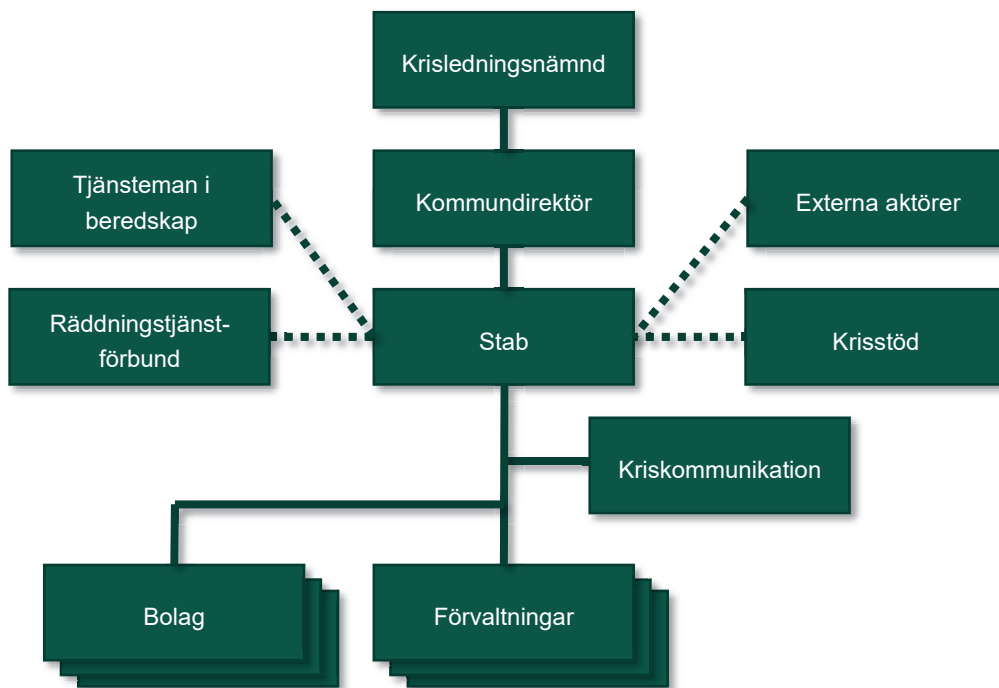 Krisledningsnämnd
Tjänsteman i
beredskap
Kommundirektör
Externa aktörer
Räddningstjänst-
förbund
Stab
Krisstöd
Kriskommunikation
Bolag
Förvaltningar